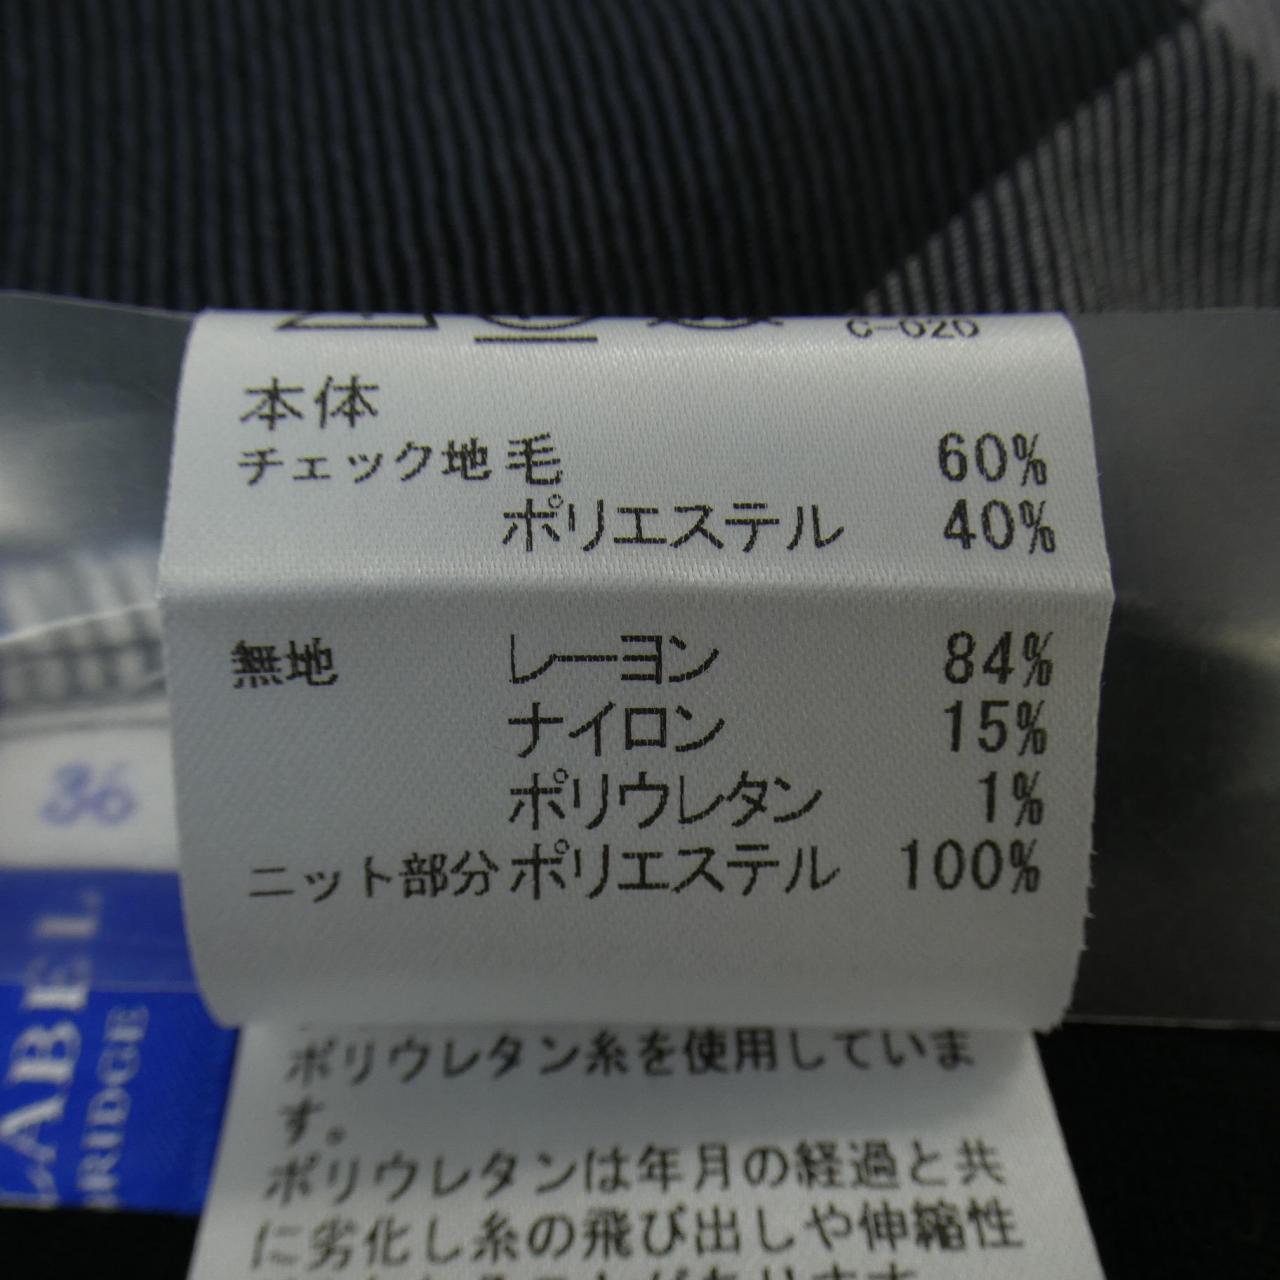 C-020
本体
チェック地 毛 60%
ポリエステル 40%
無地 レーヨン 84%
ナイロン 15%
ポリウレタン 1%
ニット部分 ポリエステル 100%
ポリウレタン糸を使用していま
す。
ポリウレタンは年月の経過と共
に劣化し糸の飛び出しや伸縮性
36
LABEL
BRIDGE